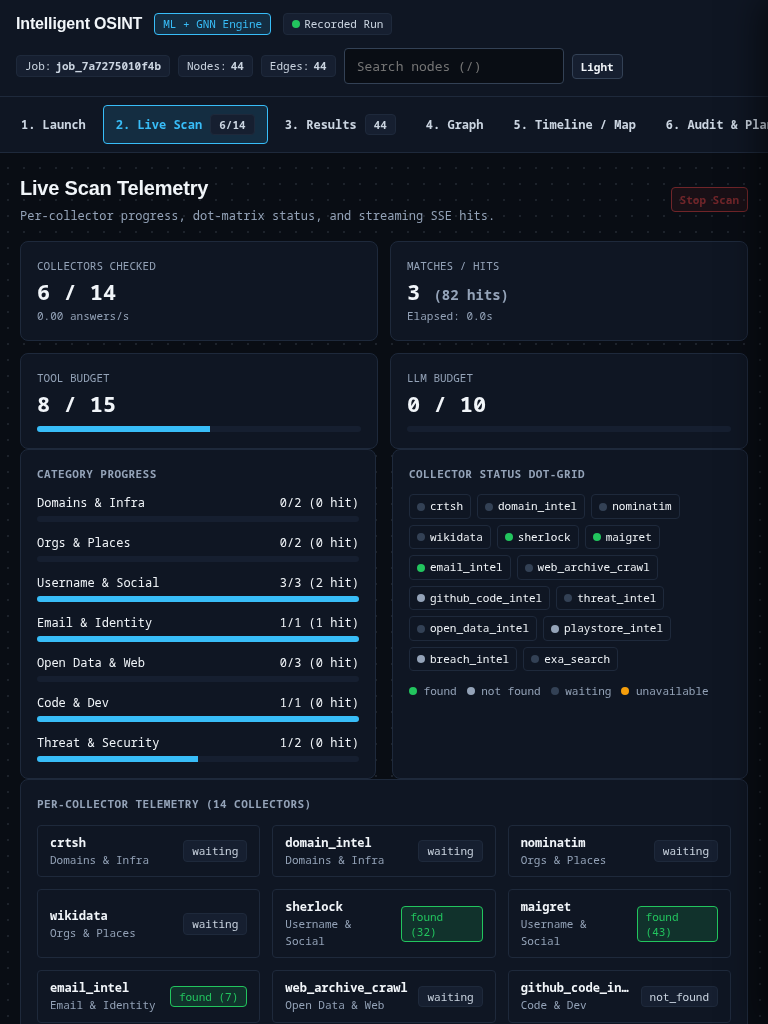 Intelligent OSINT ML + GNN Engine Recorded Run
Job: job_7a7275010f4b Nodes: 44 Edges: 44 Search nodes (/) Light
1. Launch 2. Live Scan 6/14 3. Results 44 4. Graph 5. Timeline / Map 6. Audit & Pla
Live Scan Telemetry
Per-collector progress, dot-matrix status, and streaming SSE hits.
Stop Scan
COLLECTORS CHECKED
6 / 14
0.00 answers/s
MATCHES / HITS
3 (82 hits)
Elapsed: 0.0s
TOOL BUDGET
8 / 15
LLM BUDGET
0 / 10
CATEGORY PROGRESS
Domains & Infra 0/2 (0 hit)
Orgs & Places 0/2 (0 hit)
Username & Social 3/3 (2 hit)
Email & Identity 1/1 (1 hit)
Open Data & Web 0/3 (0 hit)
Code & Dev 1/1 (0 hit)
Threat & Security 1/2 (0 hit)
COLLECTOR STATUS DOT-GRID
crtsh domain_intel nominatim
wikidata sherlock maigret
email_intel web_archive_crawl
github_code_intel threat_intel
open_data_intel playstore_intel
breach_intel exa_search
found not found waiting unavailable
PER-COLLECTOR TELEMETRY (14 COLLECTORS)
crtsh
Domains & Infra
waiting
domain_intel
Domains & Infra
waiting
nominatim
Orgs & Places
waiting
wikidata
Orgs & Places
waiting
sherlock
Username &
Social
found
(32)
maigret
Username &
Social
found
(43)
email_intel
Email & Identity
found (7)
web_archive_crawl
Open Data & Web
waiting
github_code_in…
Code & Dev
not_found